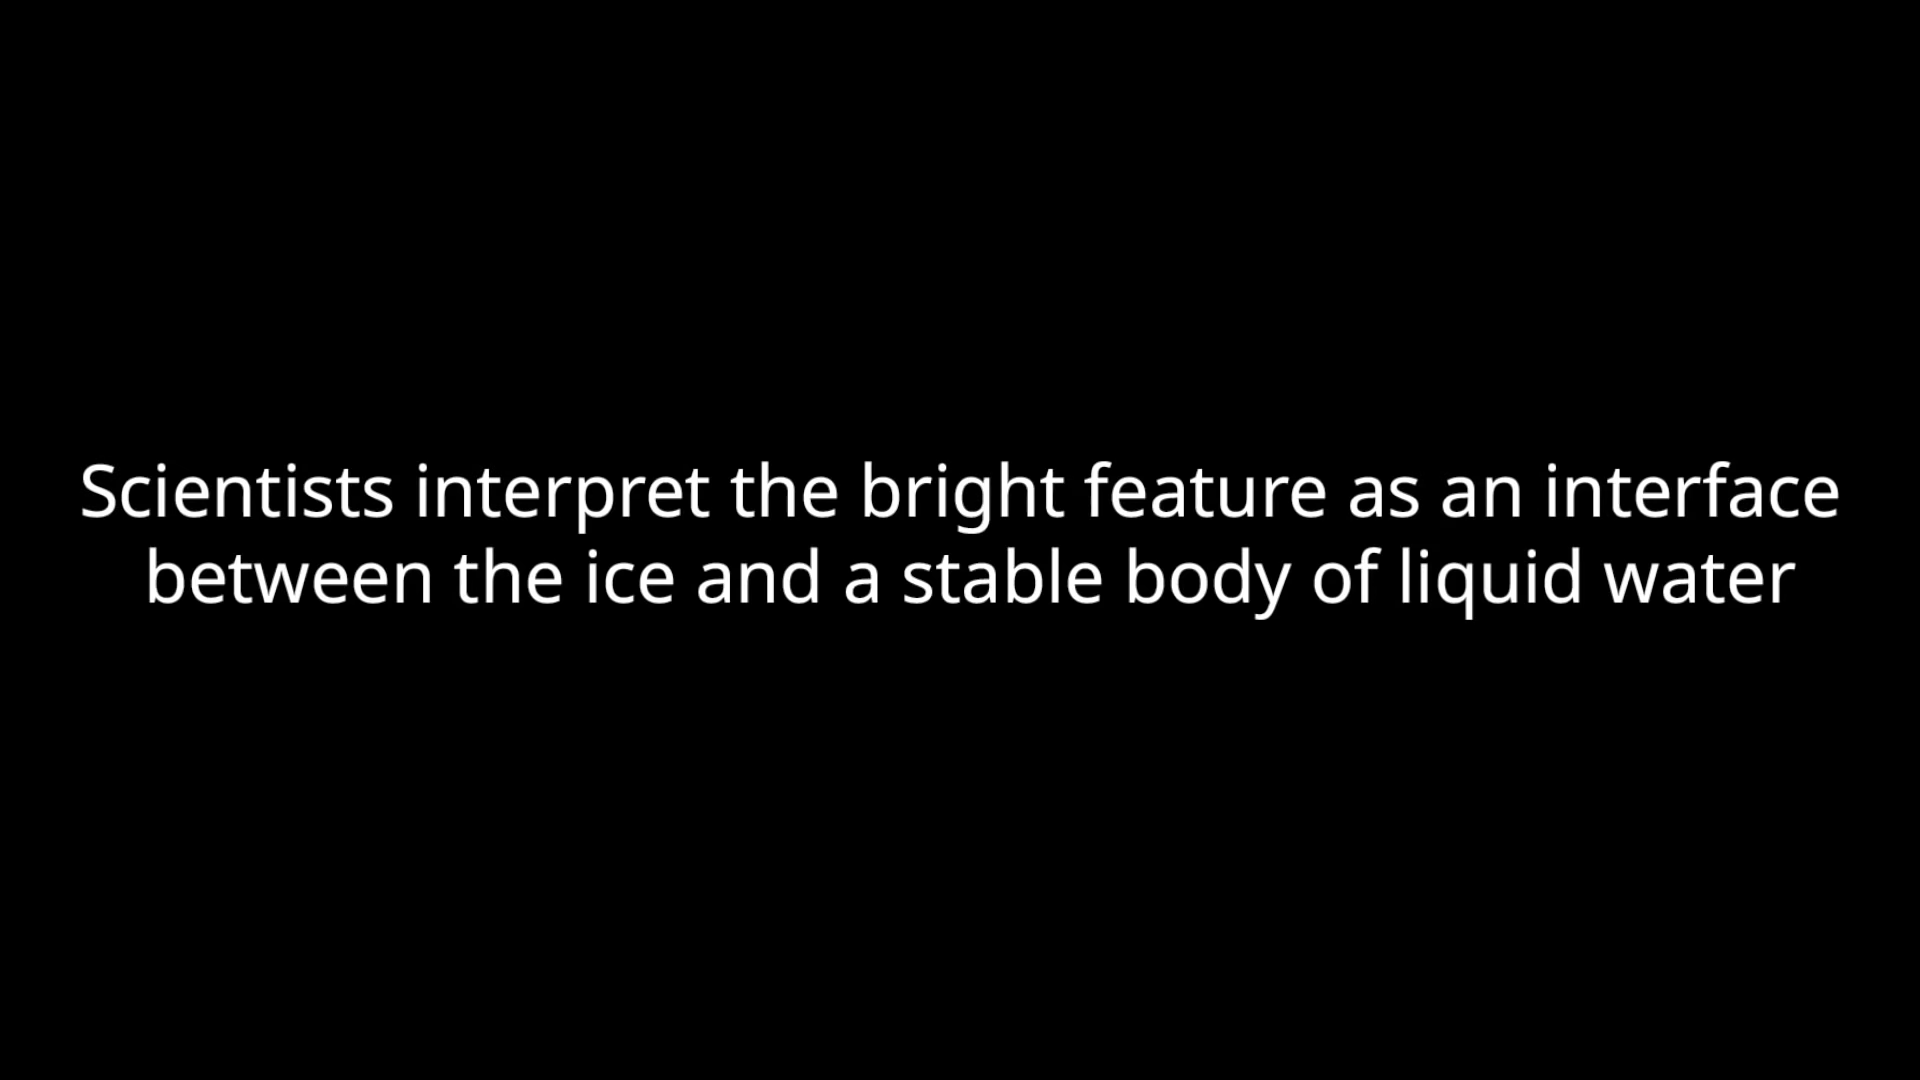 Scientists interpret the bright feature as an interface
between the ice and a stable body of liquid water